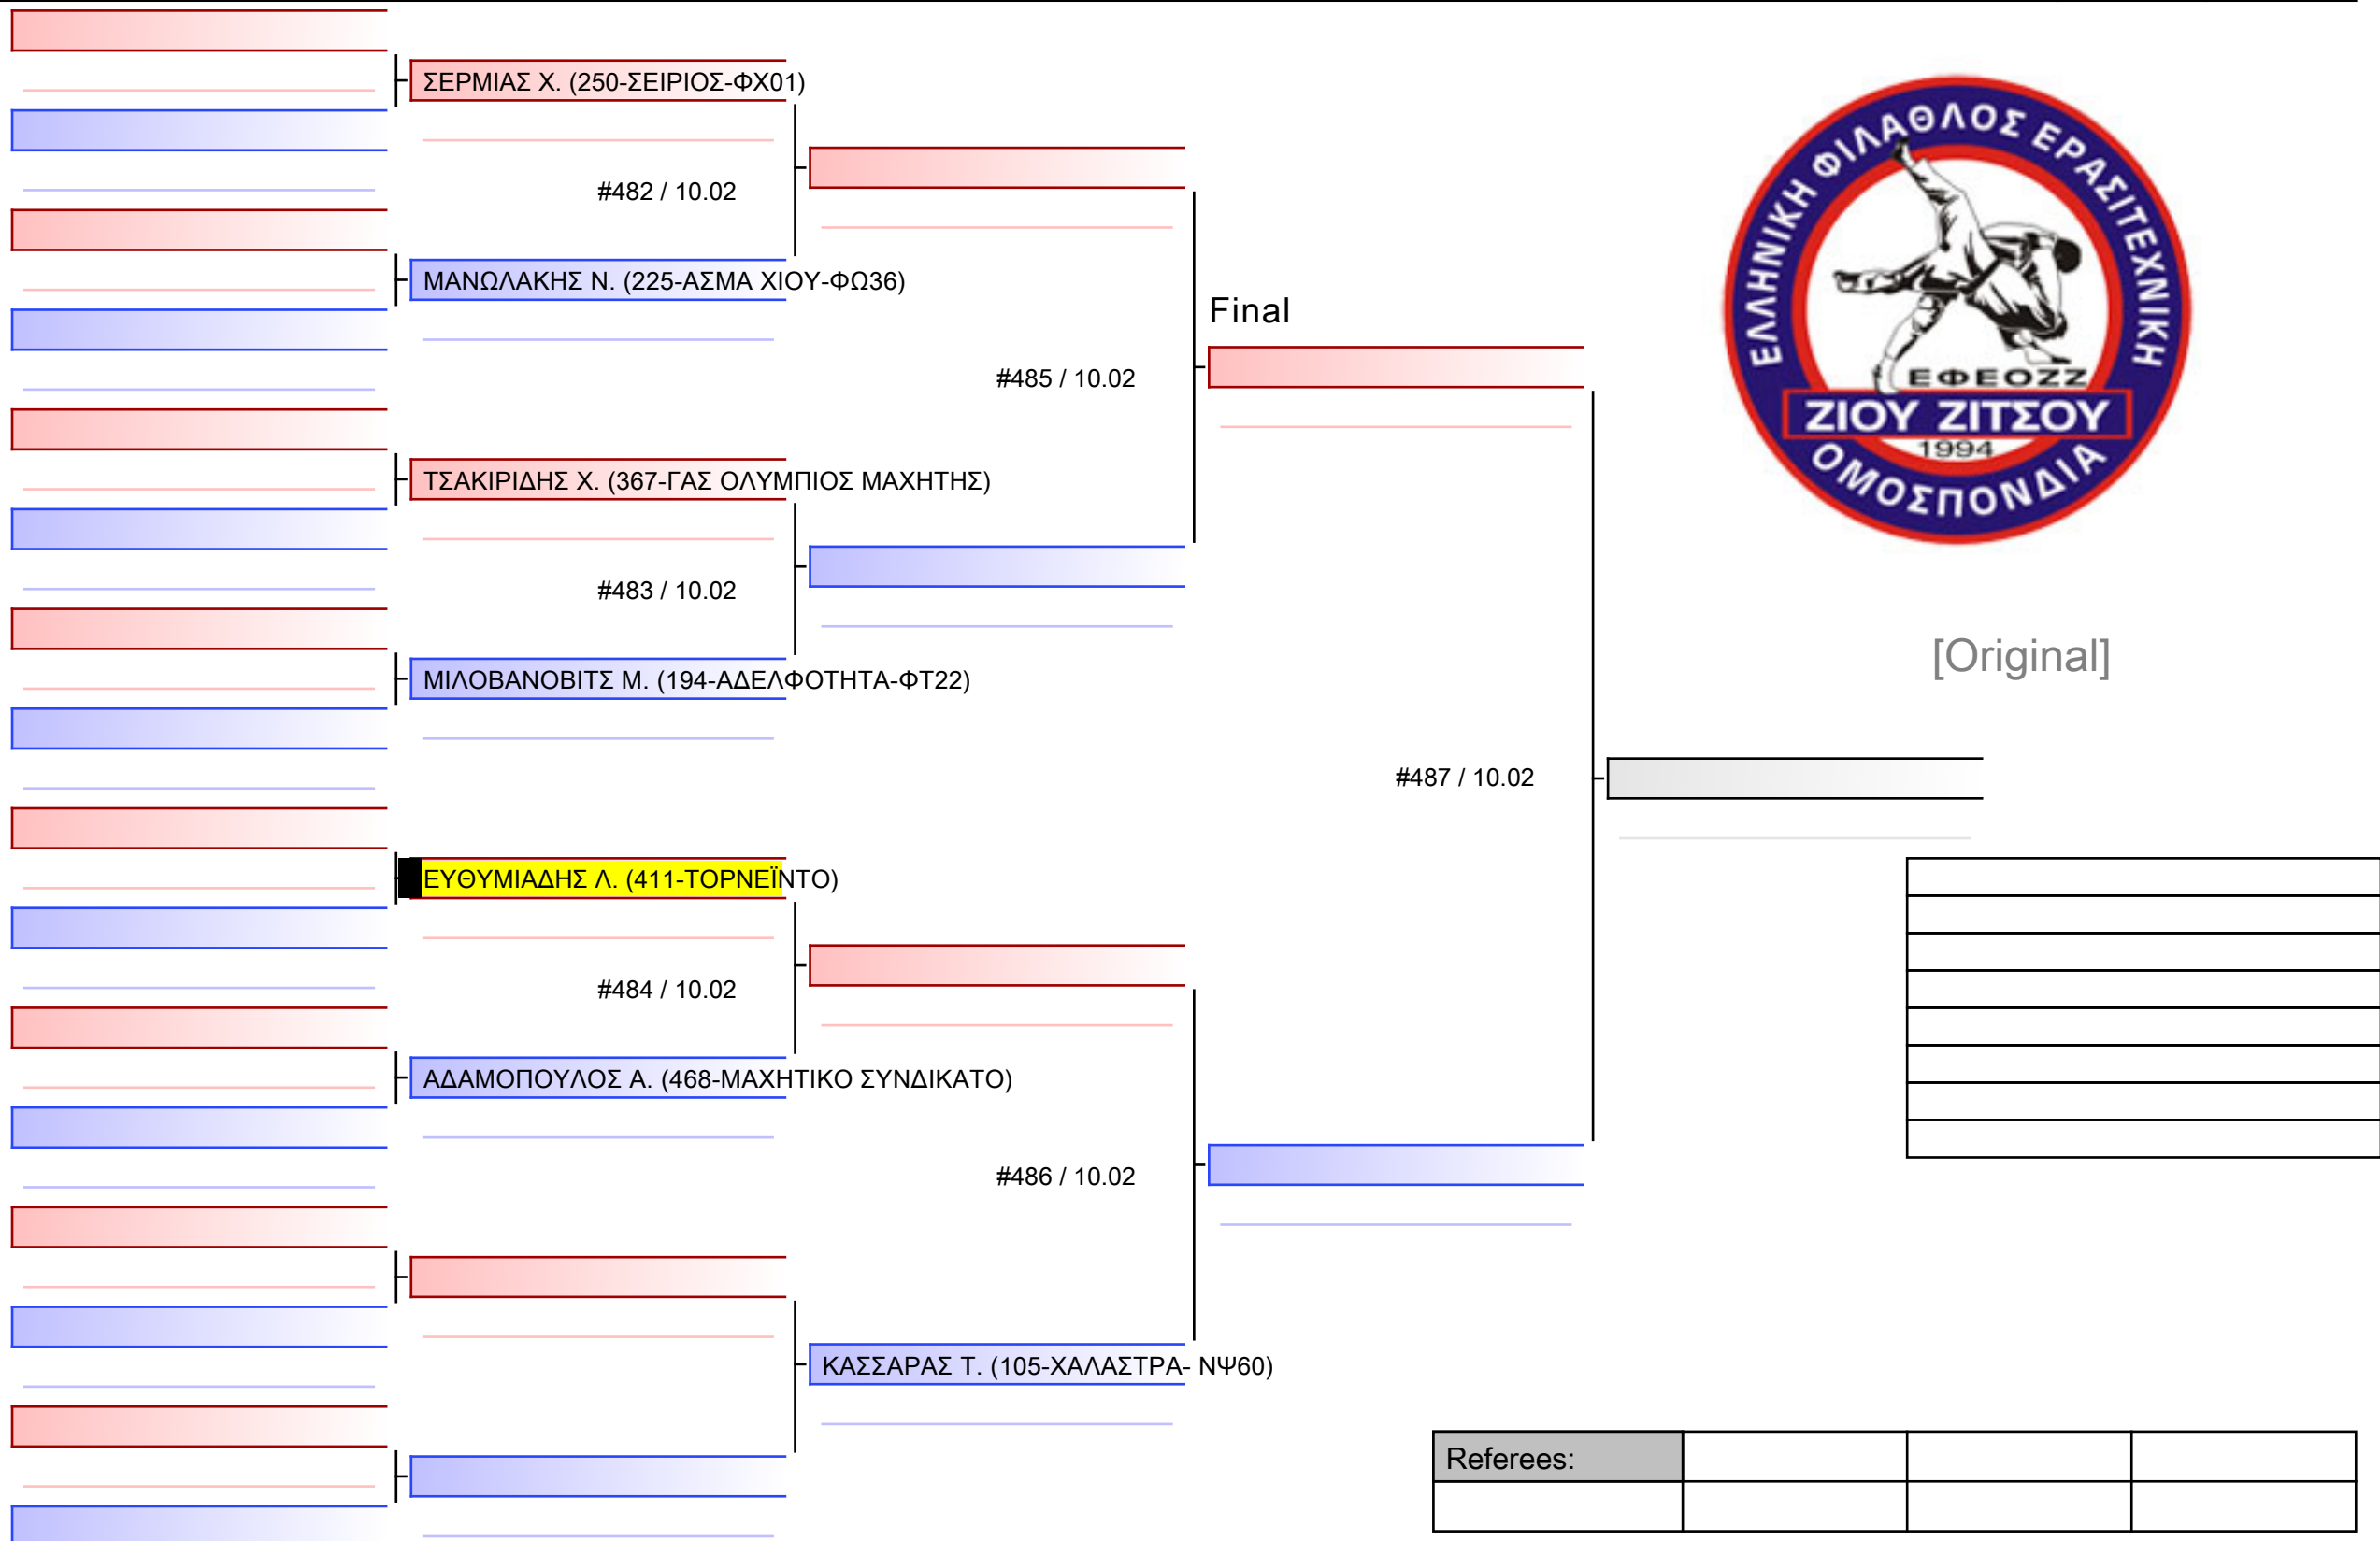 ΣΕΡΜΙΑΣ Χ. (250-ΣΕΙΡΙΟΣ-ΦΧ01)
#482 / 10.02
ΜΑΝΩΛΑΚΗΣ Ν. (225-ΑΣΜΑ ΧΙΟΥ-ΦΩ36)
Final
#485 / 10.02
ΤΣΑΚΙΡΙΔΗΣ Χ. (367-ΓΑΣ ΟΛΥΜΠΙΟΣ ΜΑΧΗΤΗΣ)
#483 / 10.02
ΜΙΛΟΒΑΝΟΒΙΤΣ Μ. (194-ΑΔΕΛΦΟΤΗΤΑ-ΦΤ22)
#487 / 10.02
ΕΥΘΥΜΙΑΔΗΣ Λ. (411-ΤΟΡΝΕΪΝΤΟ)
#484 / 10.02
ΑΔΑΜΟΠΟΥΛΟΣ Α. (468-ΜΑΧΗΤΙΚΟ ΣΥΝΔΙΚΑΤΟ)
#486 / 10.02
ΚΑΣΣΑΡΑΣ Τ. (105-ΧΑΛΑΣΤΡΑ- ΝΨ60)
ΕΛΛΗΝΙΚΗ ΦΙΛΑΘΛΟΣ ΕΡΑΣΙΤΕΧΝΙΚΗ
ΕΦΕΟΖΖ
ΖΙΟΥ ΖΙΤΣΟΥ
1994
ΟΜΟΣΠΟΝΔΙΑ
[Original]
Referees: